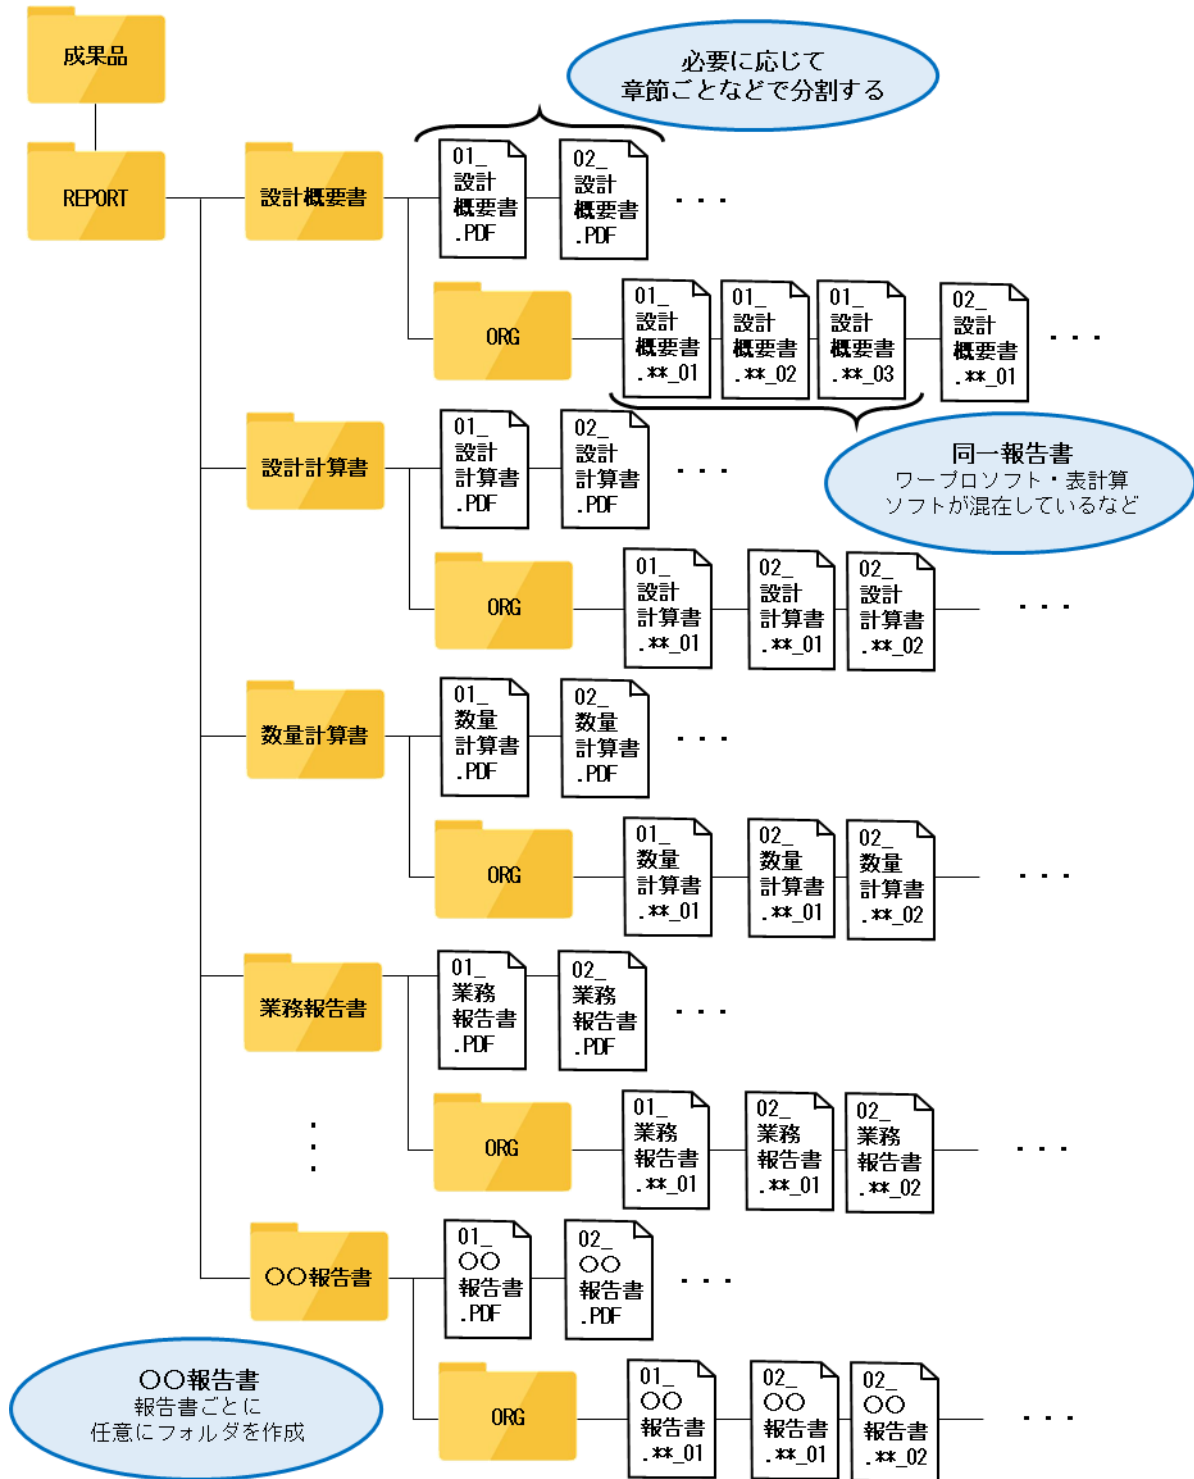 成果品
必要に応じて
章節ごとなどで分割する
REPORT
設計概要書
01_
設計
概要書
.PDF
02_
設計
概要書
.PDF
・・・
ORG
01_
設計
概要書
.**_01
01_
設計
概要書
.**_02
01_
設計
概要書
.**_03
02_
設計
概要書
.**_01
・・・
設計計算書
01_
設計
計算書
.PDF
02_
設計
計算書
.PDF
・・・
同一報告書
ワープロソフト・表計算
ソフトが混在しているなど
ORG
01_
設計
計算書
.**_01
02_
設計
計算書
.**_01
02_
設計
計算書
.**_02
・・・
数量計算書
01_
数量
計算書
.PDF
02_
数量
計算書
.PDF
・・・
ORG
01_
数量
計算書
.**_01
02_
数量
計算書
.**_01
02_
数量
計算書
.**_02
・・・
業務報告書
01_
業務
報告書
.PDF
02_
業務
報告書
.PDF
・・・
ORG
01_
業務
報告書
.**_01
02_
業務
報告書
.**_01
02_
業務
報告書
.**_02
・・・
〇〇報告書
01_
〇〇
報告書
.PDF
02_
〇〇
報告書
.PDF
・・・
〇〇報告書
報告書ごとに
任意にフォルダを作成
ORG
01_
〇〇
報告書
.**_01
02_
〇〇
報告書
.**_01
02_
〇〇
報告書
.**_02
・・・